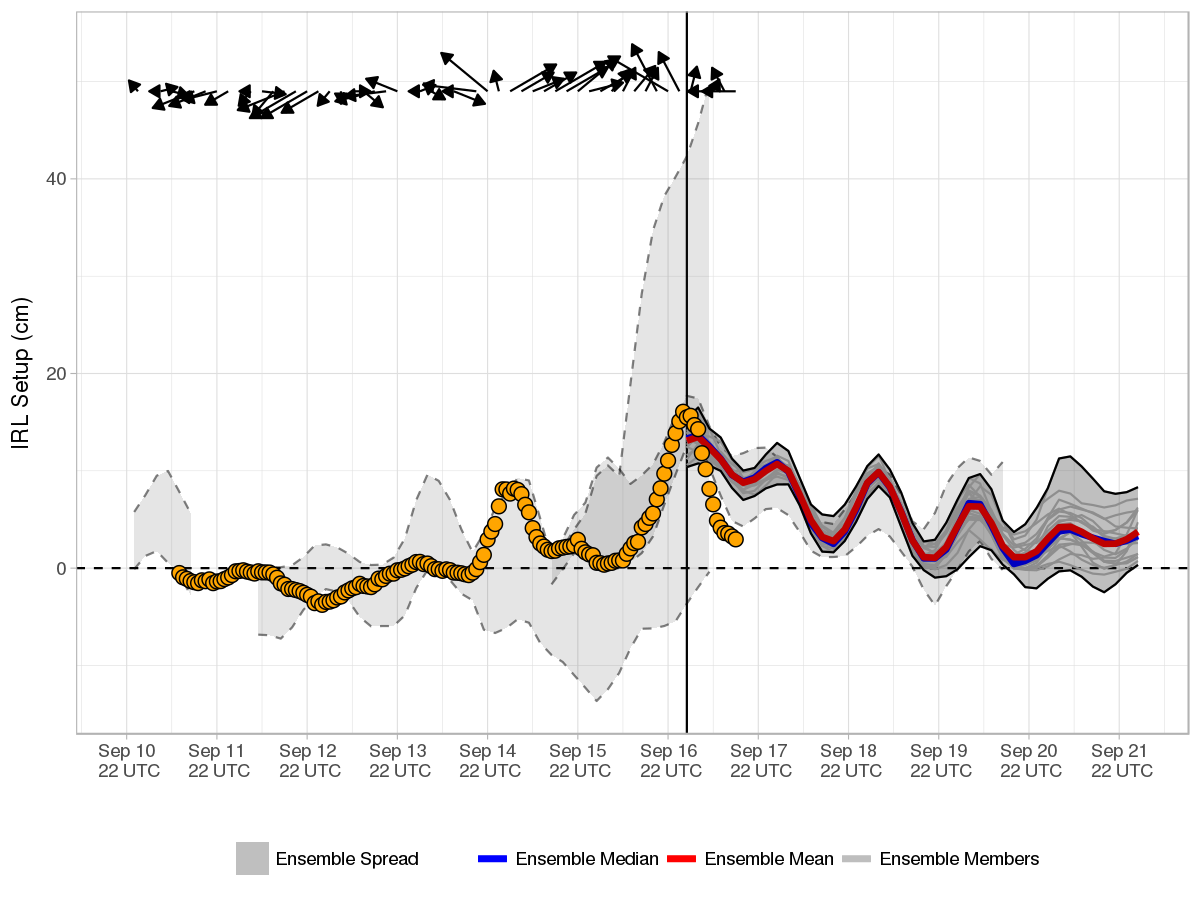 IRL Setup (cm)
40
20
0
Sep 10 Sep 11 Sep 12 Sep 13 Sep 14 Sep 15 Sep 16 Sep 17 Sep 18 Sep 19 Sep 20 Sep 21
22 UTC 22 UTC 22 UTC 22 UTC 22 UTC 22 UTC 22 UTC 22 UTC 22 UTC 22 UTC 22 UTC 22 UTC
Ensemble Spread Ensemble Median Ensemble Mean Ensemble Members